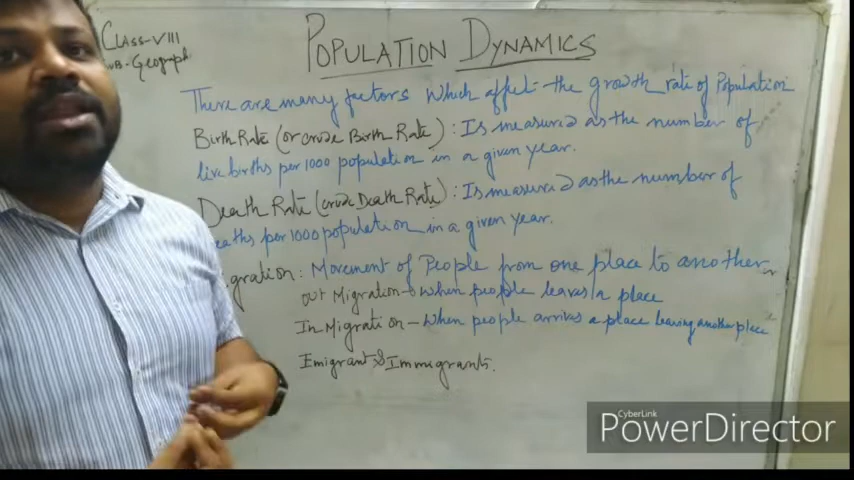 CLASS-VIII
SUB-Geograph
POPULATION DYNAMICS
There are many factors which affect the growth rate of Population
Birth Rate (or crude Birth Rate): Is measured as the number of
live births per 1000 population in a given year.
Death Rate (crude Death Rate): Is measured as the number of
eaths per 1000 population in a given year.
gration: Movement of People from one place to another
out Migration → when people leaves a place
In Migration - when people arrives a place leaving another place
Emigrant & Immigrants.
CyberLink
PowerDirector